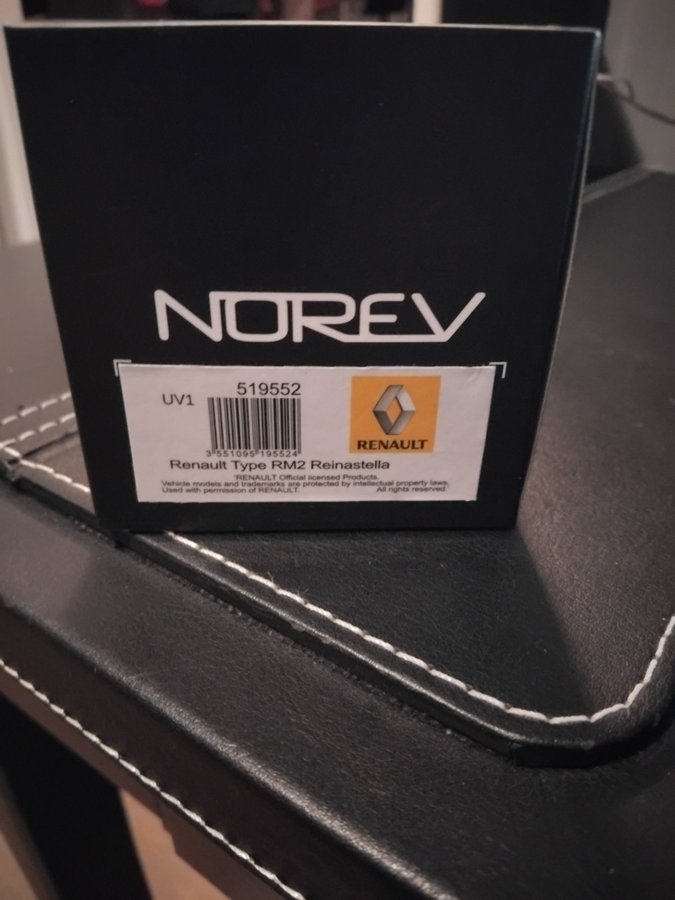 NOREV
519552
UV1
3 551095 195524
RENAULT
Renault Type RM2 Reinastella
'RENAULT Official licensed Products.
Vehicle models and trademarks are protected by intellectual property laws,
Used with permission of RENAULT. All rights reserved.